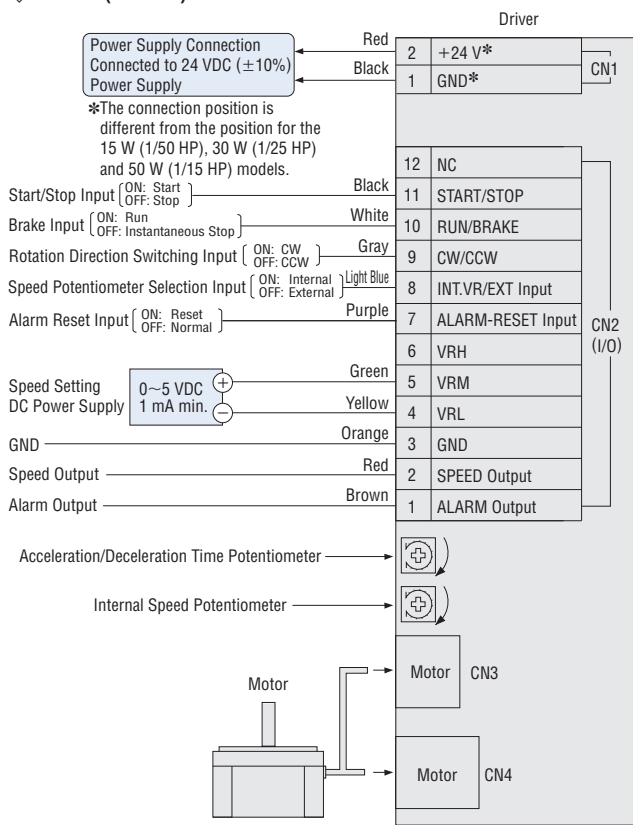 Driver
Power Supply Connection
Connected to 24 VDC (±10%)
Power Supply
Red
Black
2 +24 V*
1 GND*
CN1
*The connection position is
different from the position for the
15 W (1/50 HP), 30 W (1/25 HP)
and 50 W (1/15 HP) models.
12 NC
Start/Stop Input [ON: Start
OFF: Stop] Black 11 START/STOP
Brake Input [ON: Run
OFF: Instantaneous Stop] White 10 RUN/BRAKE
Rotation Direction Switching Input [ON: CW
OFF: CCW] Gray 9 CW/CCW
Speed Potentiometer Selection Input [ON: Internal
OFF: External] Light Blue 8 INT.VR/EXT Input
Alarm Reset Input [ON: Reset
OFF: Normal] Purple 7 ALARM-RESET Input
CN2
(I/O)
6 VRH
Speed Setting
DC Power Supply
0~5 VDC
1 mA min.
+ Green 5 VRM
− Yellow 4 VRL
GND Orange 3 GND
Speed Output Red 2 SPEED Output
Alarm Output Brown 1 ALARM Output
Acceleration/Deceleration Time Potentiometer
Internal Speed Potentiometer
Motor
Motor CN3
Motor CN4